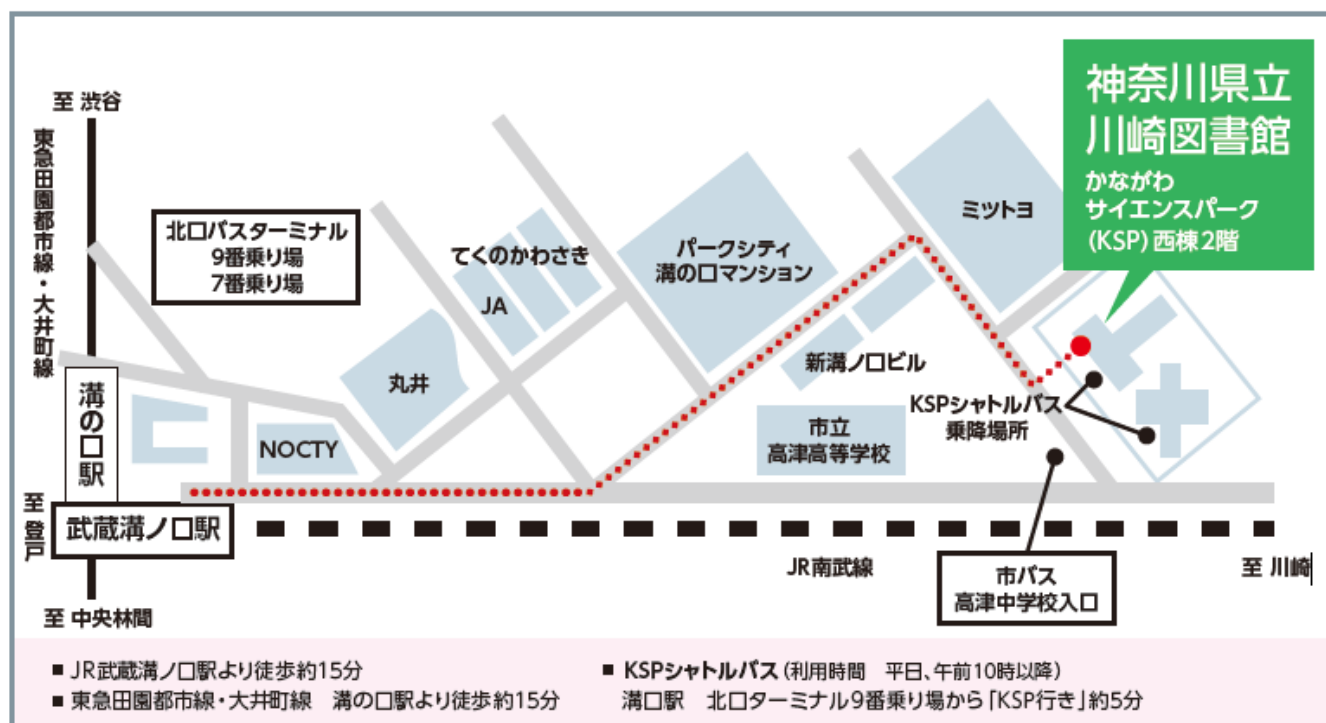 神奈川県立
川崎図書館
かながわ
サイエンスパーク
(KSP)西棟2階
至 渋谷
東急田園都市線・大井町線
北口バスターミナル
9番乗り場
7番乗り場
てくのかわさき
JA
パークシティ
溝の口マンション
ミツトヨ
丸井
新溝ノ口ビル
KSPシャトルバス
乗降場所
溝の口駅
NOCTY
市立
高津高等学校
至 登戸
武蔵溝ノ口駅
JR南武線
至 川崎
市バス
高津中学校入口
至 中央林間
■ JR武蔵溝ノ口駅より徒歩約15分
■ 東急田園都市線・大井町線 溝の口駅より徒歩約15分
■ KSPシャトルバス(利用時間 平日、午前10時以降)
溝口駅 北口ターミナル9番乗り場から「KSP行き」約5分